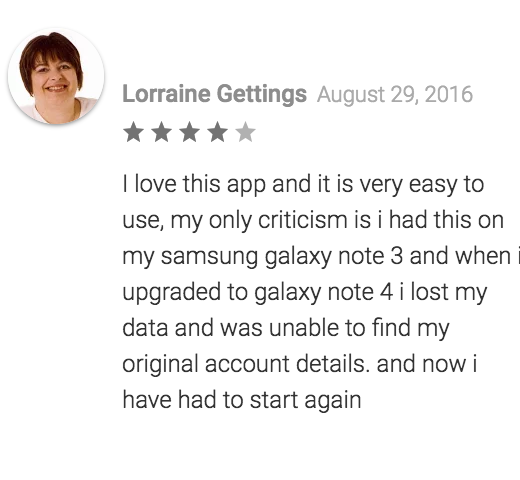 Lorraine Gettings August 29, 2016
I love this app and it is very easy to
use, my only criticism is i had this on
my samsung galaxy note 3 and when i
upgraded to galaxy note 4 i lost my
data and was unable to find my
original account details. and now i
have had to start again